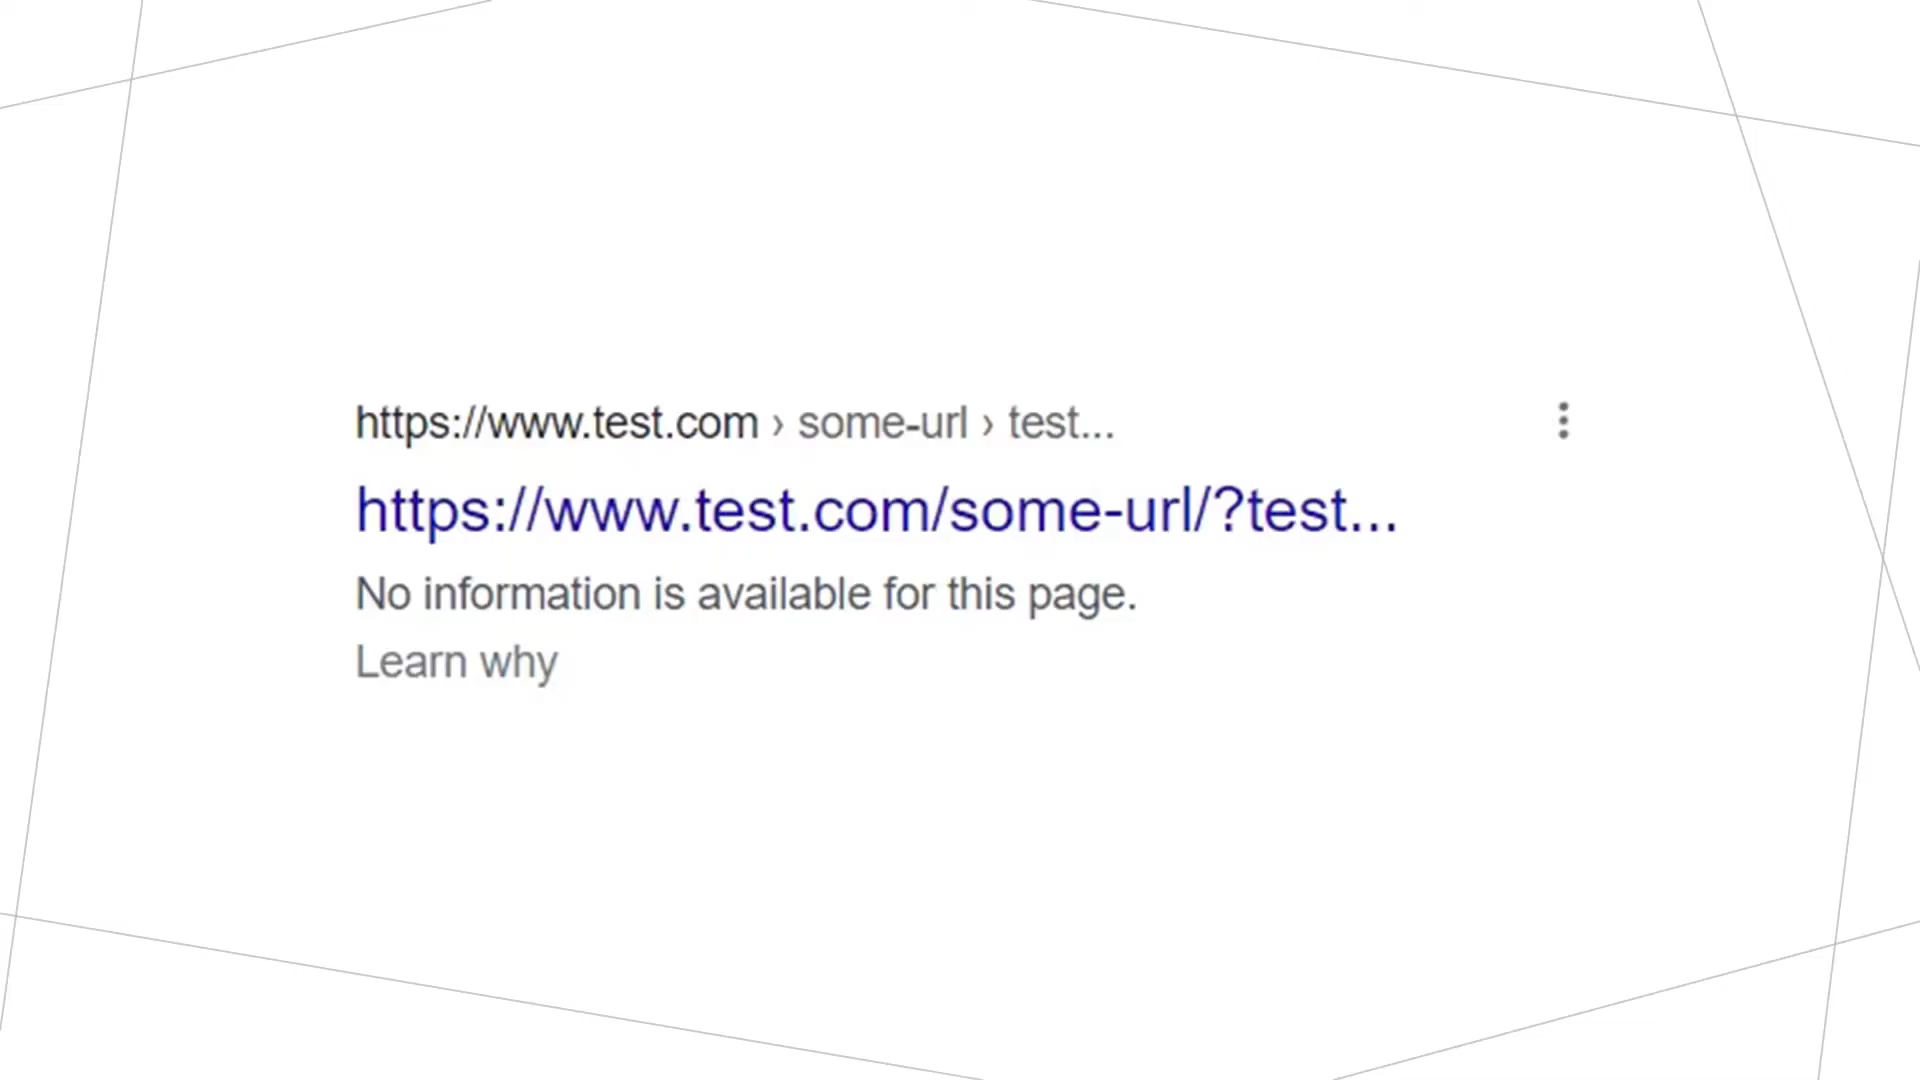 https://www.test.com › some-url › test...
https://www.test.com/some-url/?test...
No information is available for this page.
Learn why